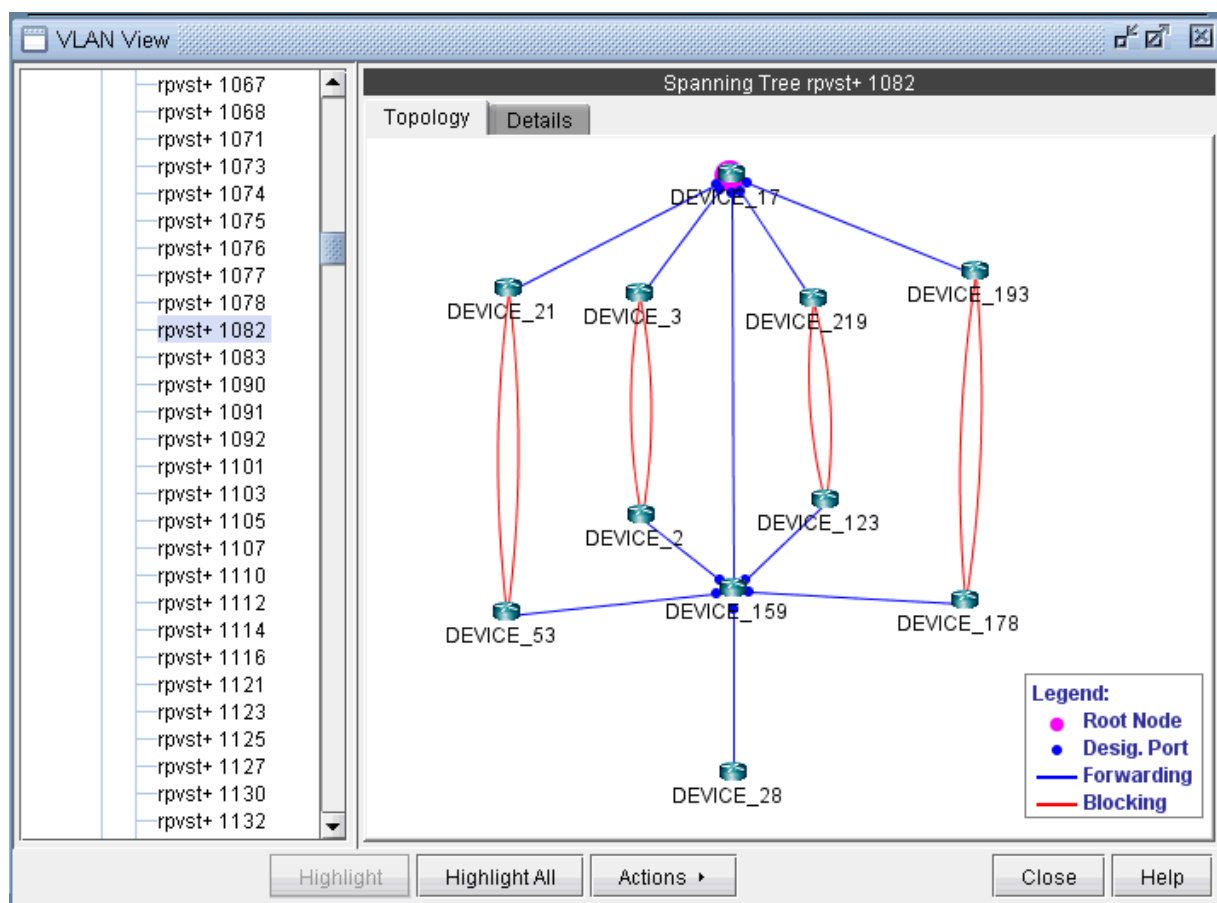 VLAN View
rpvst+ 1067
rpvst+ 1068
rpvst+ 1071
rpvst+ 1073
rpvst+ 1074
rpvst+ 1075
rpvst+ 1076
rpvst+ 1077
rpvst+ 1078
rpvst+ 1082
rpvst+ 1083
rpvst+ 1090
rpvst+ 1091
rpvst+ 1092
rpvst+ 1101
rpvst+ 1103
rpvst+ 1105
rpvst+ 1107
rpvst+ 1110
rpvst+ 1112
rpvst+ 1114
rpvst+ 1116
rpvst+ 1121
rpvst+ 1123
rpvst+ 1125
rpvst+ 1127
rpvst+ 1130
rpvst+ 1132
Spanning Tree rpvst+ 1082
Topology Details
DEVICE_17
DEVICE_21 DEVICE_3 DEVICE_219 DEVICE_193
DEVICE_2 DEVICE_123
DEVICE_53 DEVICE_159 DEVICE_178
DEVICE_28
Legend:
Root Node
Desig. Port
Forwarding
Blocking
Highlight Highlight All Actions Close Help